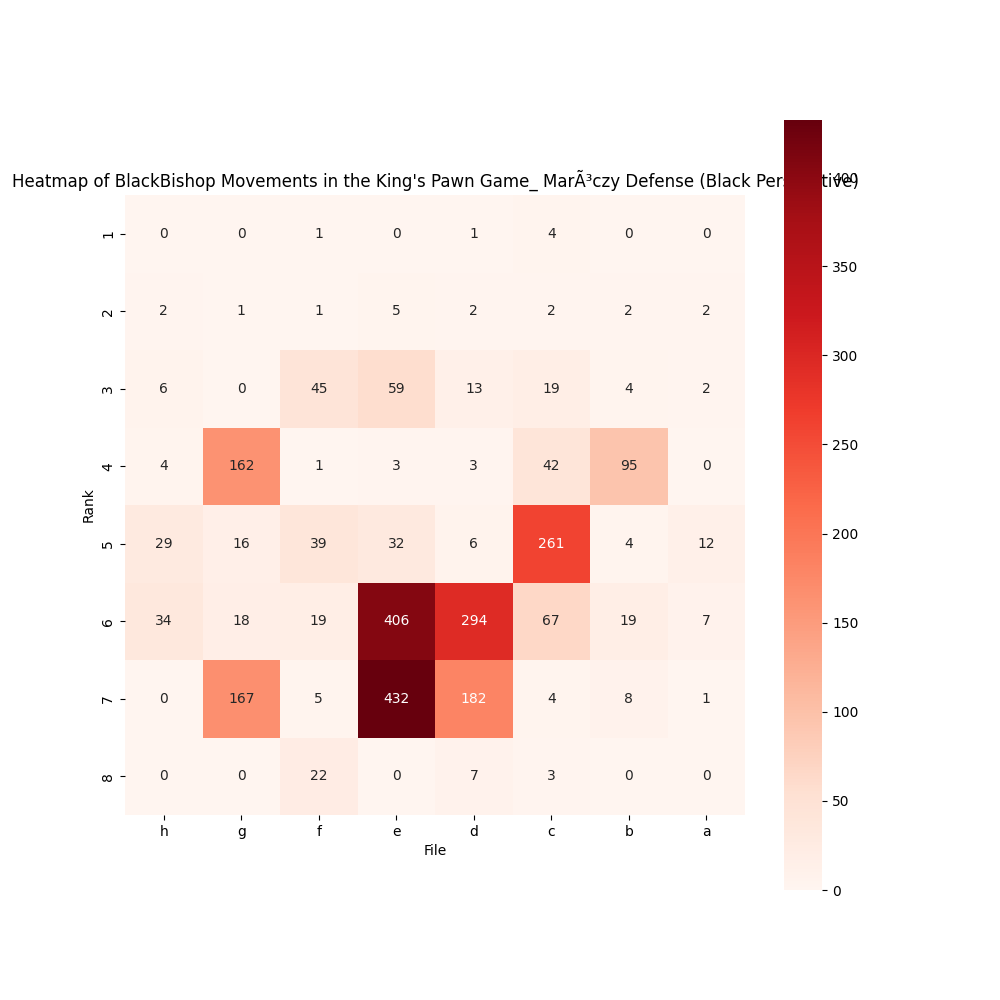 Heatmap of BlackBishop Movements in the King's Pawn Game_ MarÃ³czy Defense (Black Perspective)
400
1 0 0 1 0 1 4 0 0
350
2 2 1 1 5 2 2 2 2
300
3 6 0 45 59 13 19 4 2
250
4 4 162 1 3 3 42 95 0
Rank
200
5 29 16 39 32 6 261 4 12
150
6 34 18 19 406 294 67 19 7
7 0 167 5 432 182 4 8 1
100
8 0 0 22 0 7 3 0 0
50
h g f e d c b a
File
0